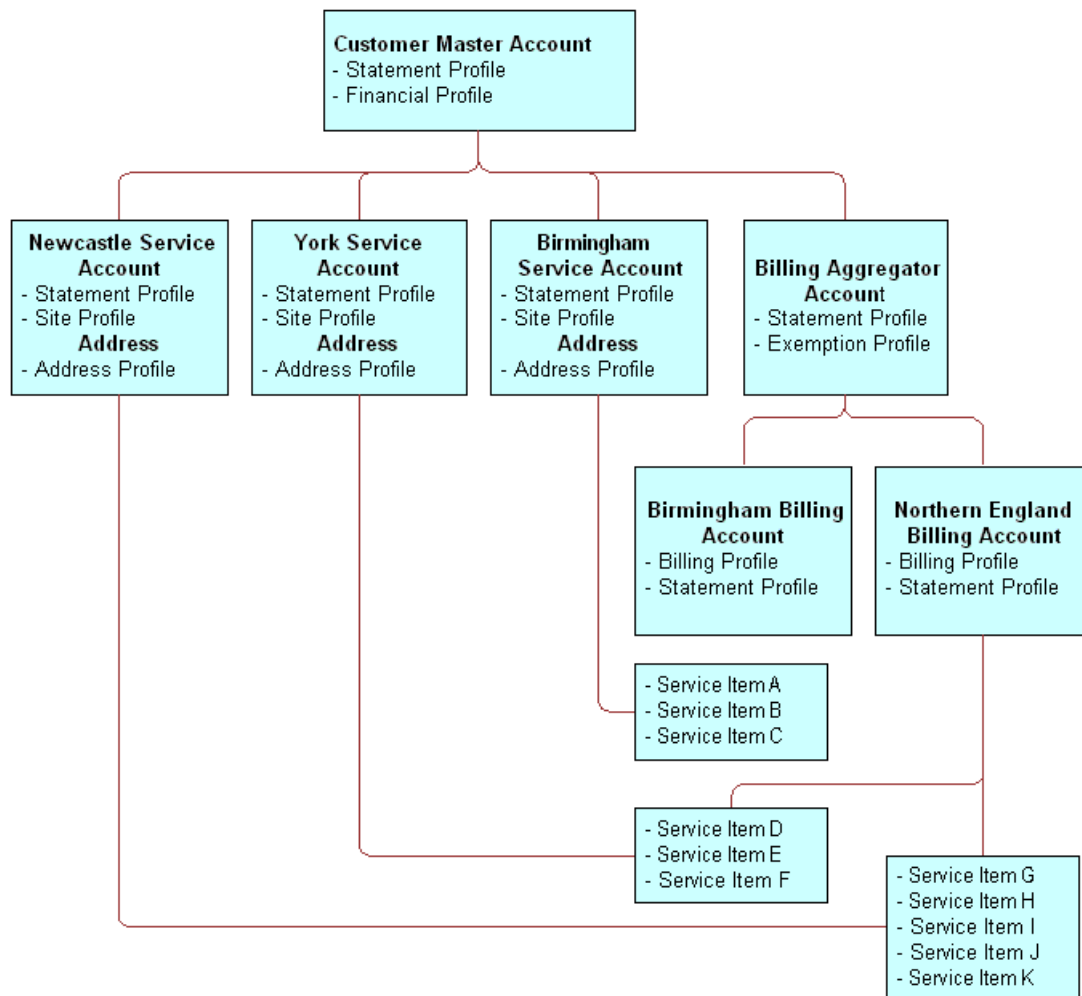 Customer Master Account
- Statement Profile
- Financial Profile
Newcastle Service
Account
- Statement Profile
- Site Profile
Address
- Address Profile
York Service
Account
- Statement Profile
- Site Profile
Address
- Address Profile
Birmingham
Service Account
- Statement Profile
- Site Profile
Address
- Address Profile
Billing Aggregator
Account
- Statement Profile
- Exemption Profile
Birmingham Billing
Account
- Billing Profile
- Statement Profile
Northern England
Billing Account
- Billing Profile
- Statement Profile
- Service Item A
- Service Item B
- Service Item C
- Service Item D
- Service Item E
- Service Item F
- Service Item G
- Service Item H
- Service Item I
- Service Item J
- Service Item K